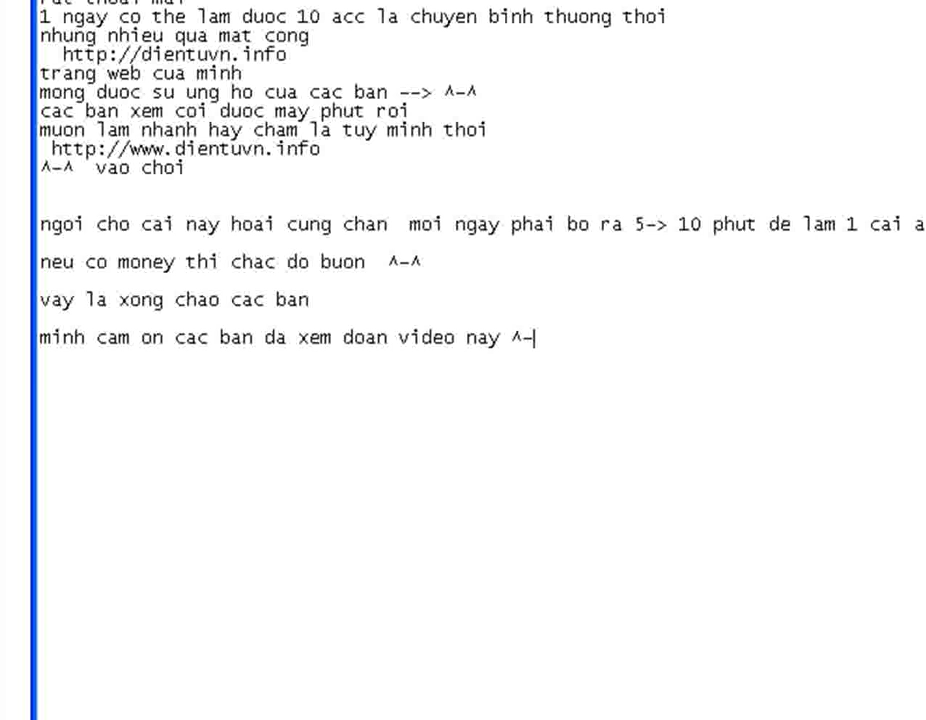 1 ngay co the lam duoc 10 acc la chuyen binh thuong thoi
nhung nhieu qua mat cong
http://dientuvn.info
trang web cua minh
mong duoc su ung ho cua cac ban --> ^-^
cac ban xem coi duoc may phut roi
muon lam nhanh hay cham la tuy minh thoi
http://www.dientuvn.info
^-^ vao choi
ngoi cho cai nay hoai cung chan moi ngay phai bo ra 5-> 10 phut de lam 1 cai a
neu co money thi chac do buon ^-^
vay la xong chao cac ban
minh cam on cac ban da xem doan video nay ^-